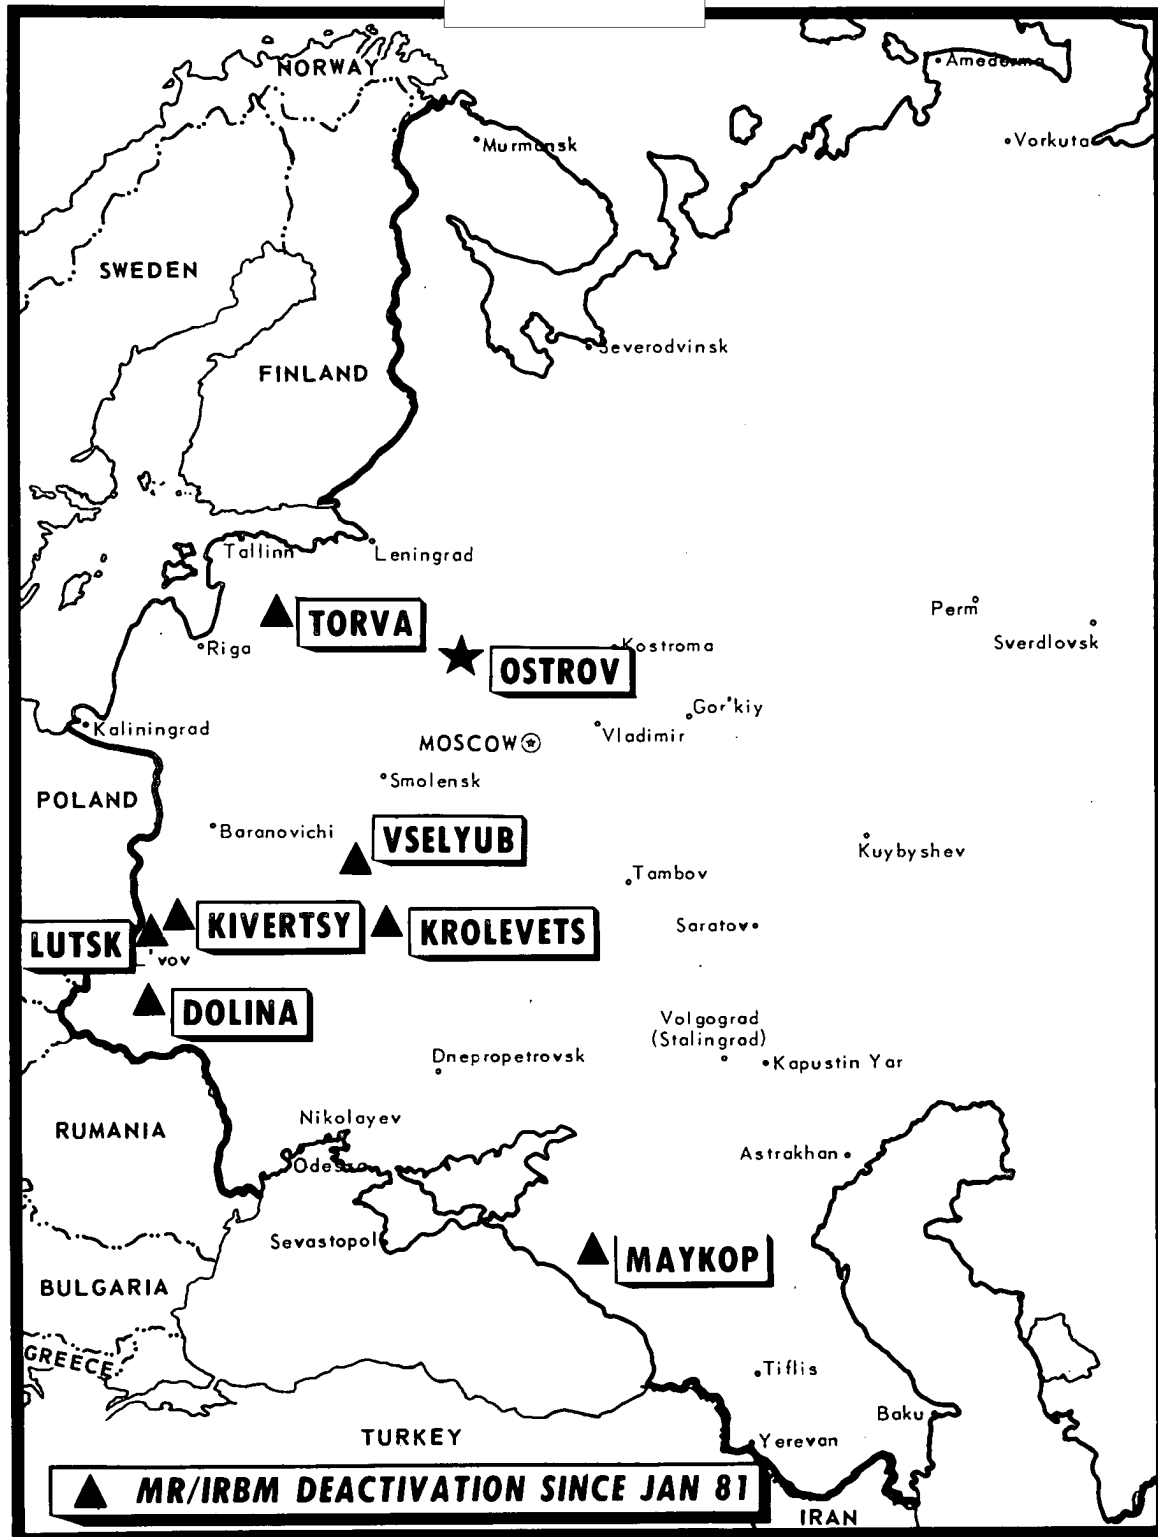 NORWAY
Amederma
Murmansk
Vorkuta
SWEDEN
Severodvinsk
FINLAND
Tallinn
Leningrad
Perm
TORVA
Sverdlovsk
Riga
Kostroma
OSTROV
Gor'kiy
Kaliningrad
Vladimir
MOSCOW
Smolensk
POLAND
Baranovichi
VSELYUB
Kuybyshev
Tambov
KIVERTSY
KROLEVETS
Saratov
LUTSK
L'vov
DOLINA
Volgograd
(Stalingrad)
Dnepropetrovsk
Kapustin Yar
Nikolayev
RUMANIA
Astrakhan
Odessa
Sevastopol
MAYKOP
BULGARIA
GREECE
Tiflis
Baku
TURKEY
Yerevan
MR/IRBM DEACTIVATION SINCE JAN 81
IRAN